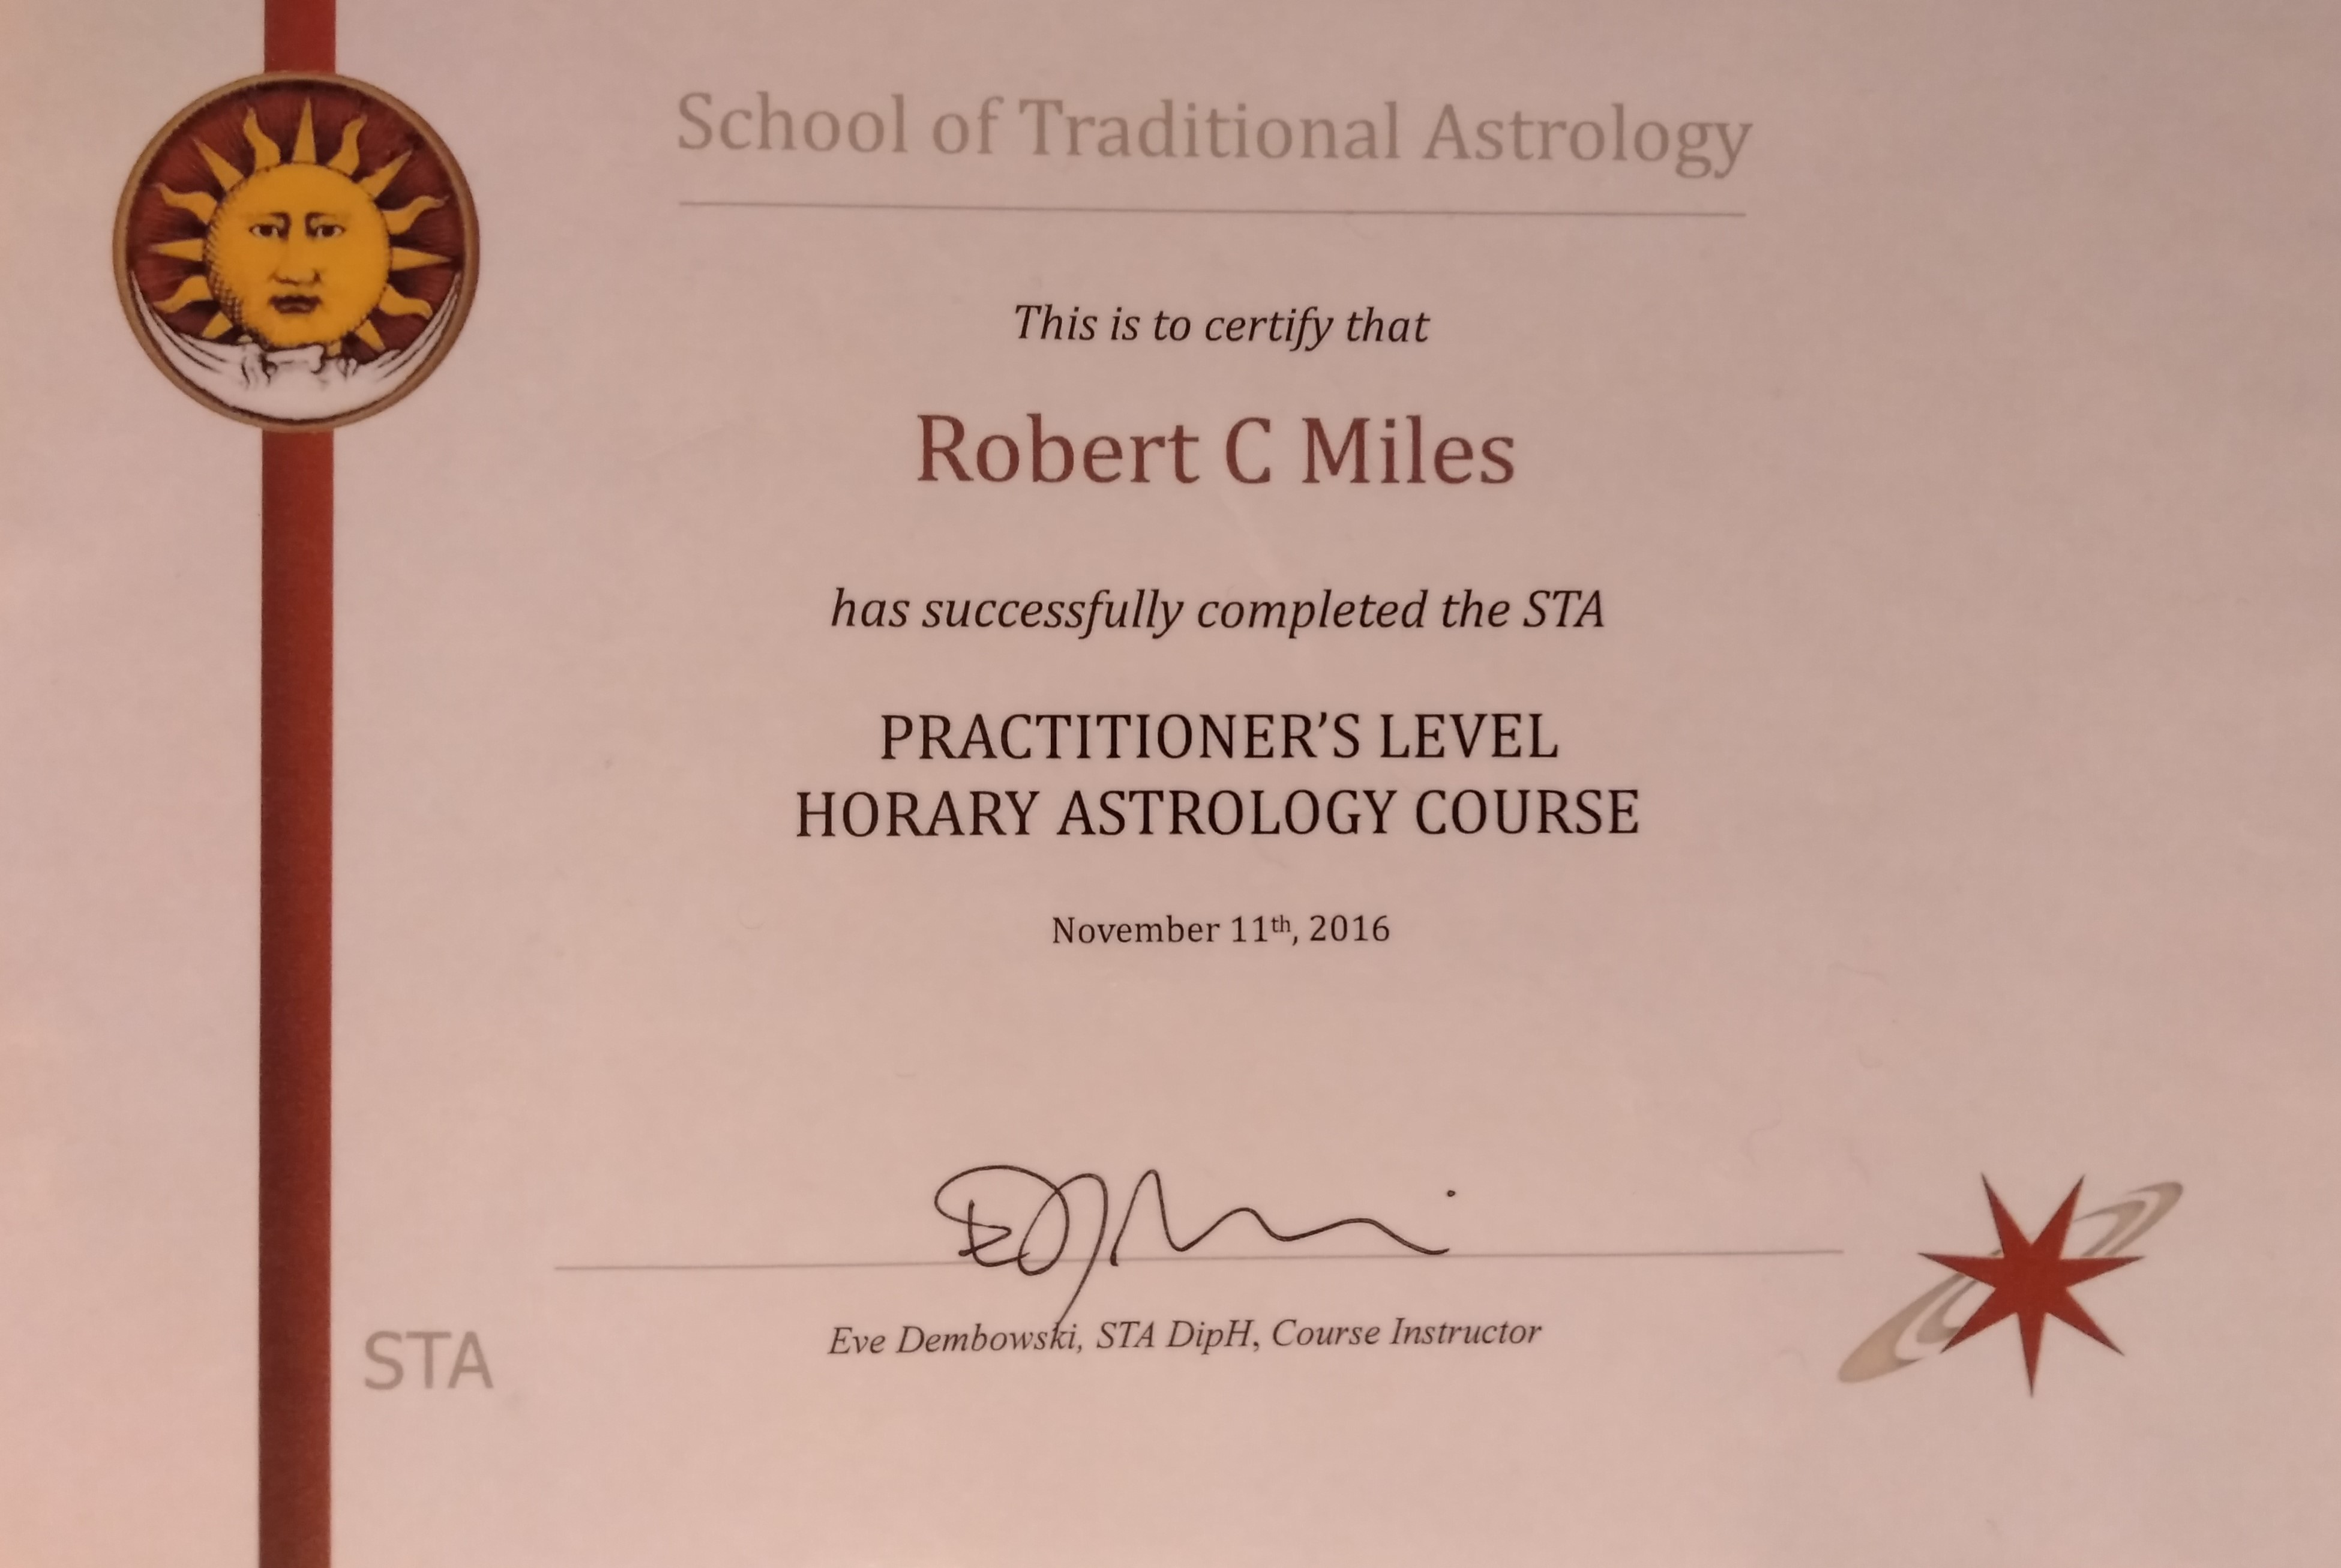 School of Traditional Astrology
This is to certify that
Robert C Miles
has successfully completed the STA
PRACTITIONER’S LEVEL
HORARY ASTROLOGY COURSE
November 11th, 2016
Eve Dembowski, STA DipH, Course Instructor
STA